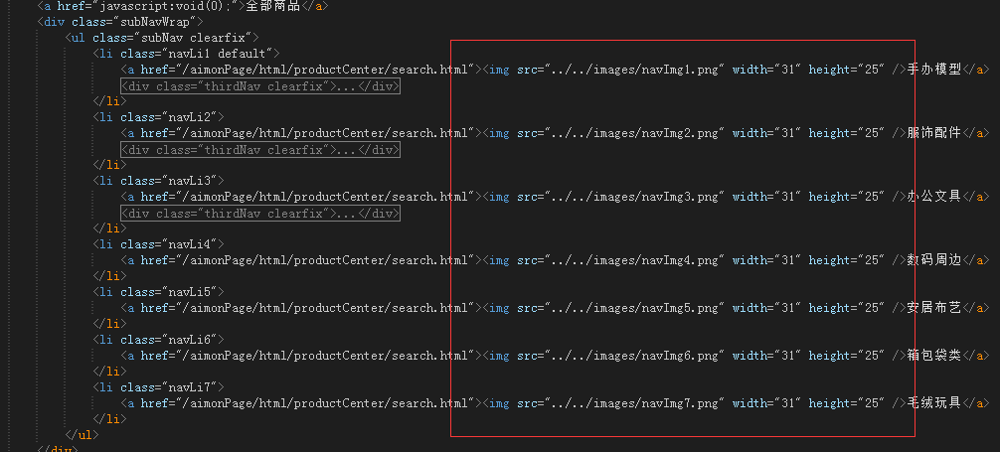 <a href="javascript:void(0);">全部商品</a>
<div class="subNavWrap">
<ul class="subNav clearfix">
<li class="navLi1 default">
<a href="/aimonPage/html/productCenter/search.html"><img src="../../images/navImg1.png" width="31" height="25" />手办模型</a>
<div class="thirdNav clearfix">...</div>
</li>
<li class="navLi2">
<a href="/aimonPage/html/productCenter/search.html"><img src="../../images/navImg2.png" width="31" height="25" />服饰配件</a>
<div class="thirdNav clearfix">...</div>
</li>
<li class="navLi3">
<a href="/aimonPage/html/productCenter/search.html"><img src="../../images/navImg3.png" width="31" height="25" />办公文具</a>
<div class="thirdNav clearfix">...</div>
</li>
<li class="navLi4">
<a href="/aimonPage/html/productCenter/search.html"><img src="../../images/navImg4.png" width="31" height="25" />数码周边</a>
</li>
<li class="navLi5">
<a href="/aimonPage/html/productCenter/search.html"><img src="../../images/navImg5.png" width="31" height="25" />安居布艺</a>
</li>
<li class="navLi6">
<a href="/aimonPage/html/productCenter/search.html"><img src="../../images/navImg6.png" width="31" height="25" />箱包袋类</a>
</li>
<li class="navLi7">
<a href="/aimonPage/html/productCenter/search.html"><img src="../../images/navImg7.png" width="31" height="25" />毛绒玩具</a>
</li>
</ul>
</div>